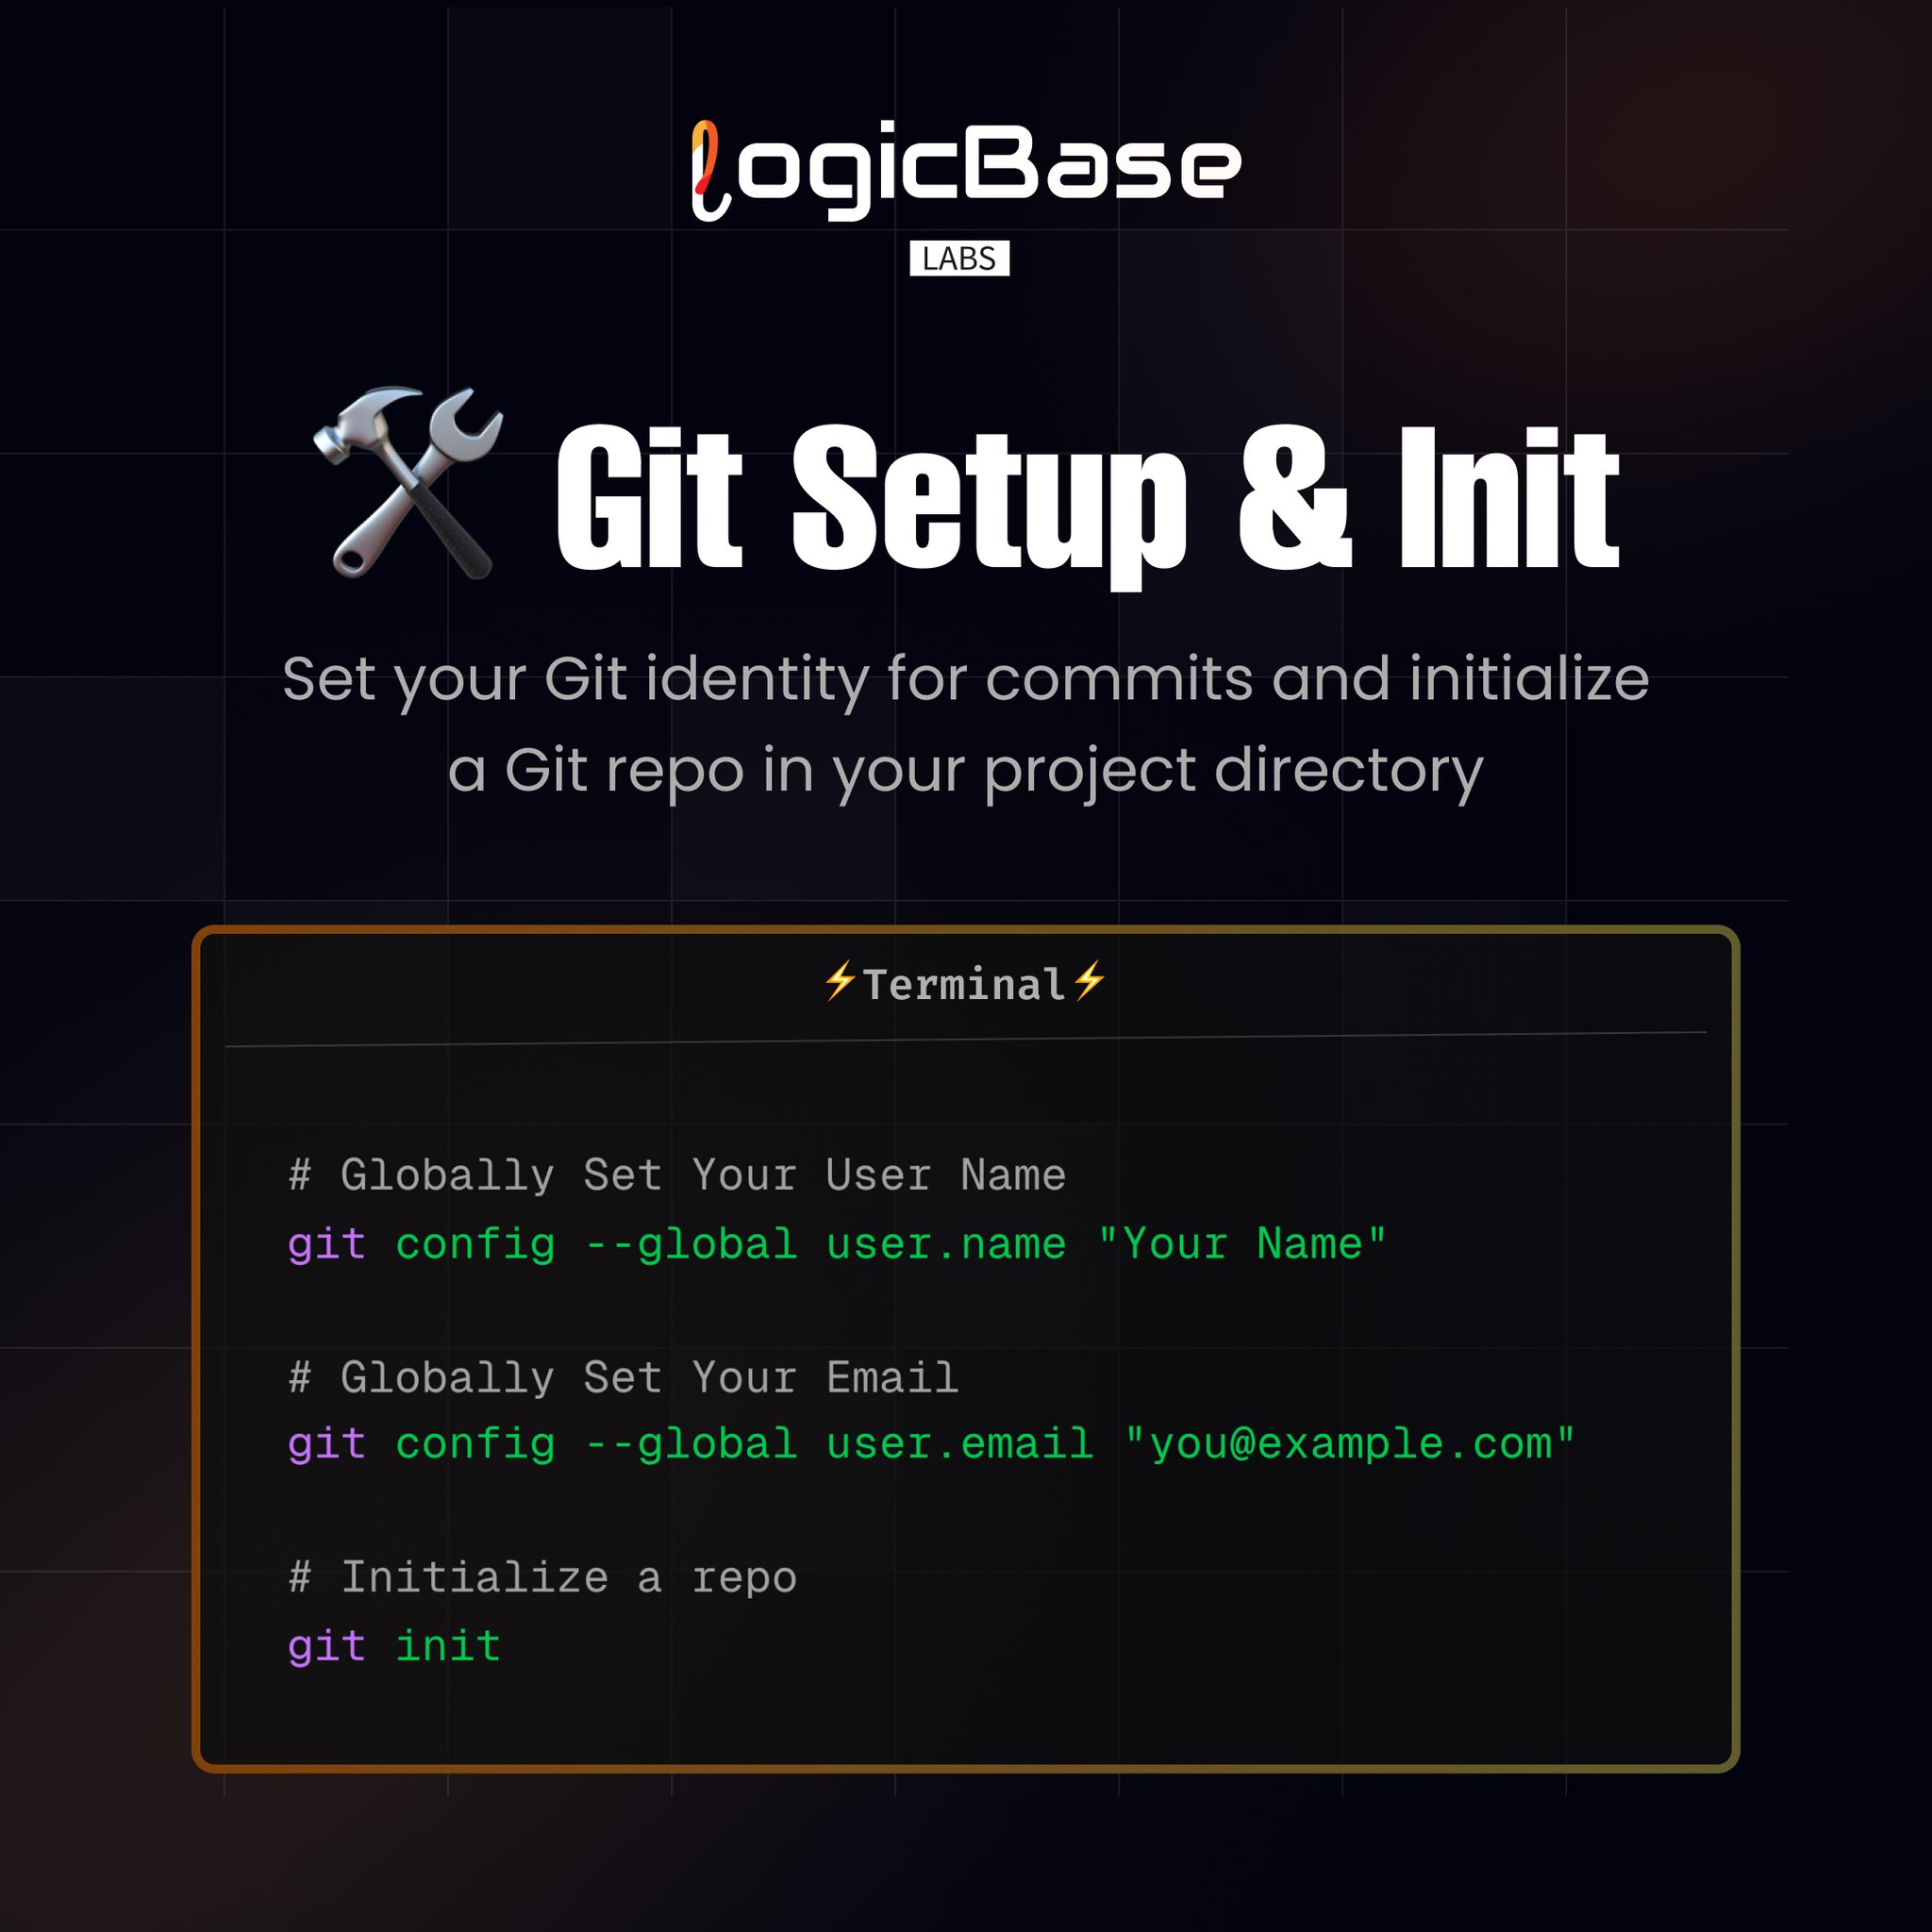 logicBase
LABS
🛠️ Git Setup & Init
Set your Git identity for commits and initialize
a Git repo in your project directory
⚡Terminal⚡
# Globally Set Your User Name
git config --global user.name "Your Name"
# Globally Set Your Email
git config --global user.email "you@example.com"
# Initialize a repo
git init